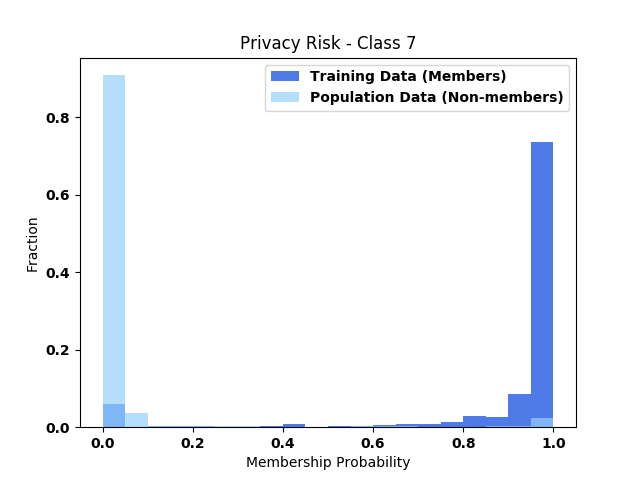 Privacy Risk - Class 7
Training Data (Members)
Population Data (Non-members)
0.8
0.6
0.4
0.2
0.0
Fraction
0.0 0.2 0.4 0.6 0.8 1.0
Membership Probability